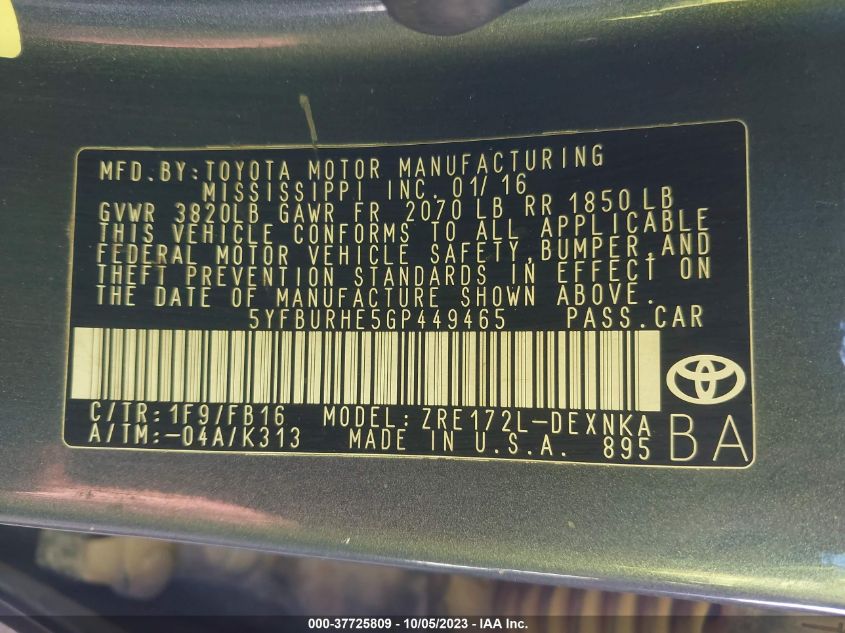 MFD.BY:TOYOTA MOTOR MANUFACTURING
MISSISSIPPI INC. 01/16
GVWR 3820LB GAWR FR 2070 LB RR 1850 LB
THIS VEHICLE CONFORMS TO ALL APPLICABLE
FEDERAL MOTOR VEHICLE SAFETY,BUMPER,AND
THEFT PREVENTION STANDARDS IN EFFECT ON
THE DATE OF MANUFACTURE SHOWN ABOVE.
5YFBURHE5GP449465 PASS.CAR
C/TR:1F9/FB16 MODEL:ZRE172L-DEXNKA
A/TM:-04A/K313 MADE IN U.S.A. 895
BA
000-37725809 - 10/05/2023 - IAA Inc.